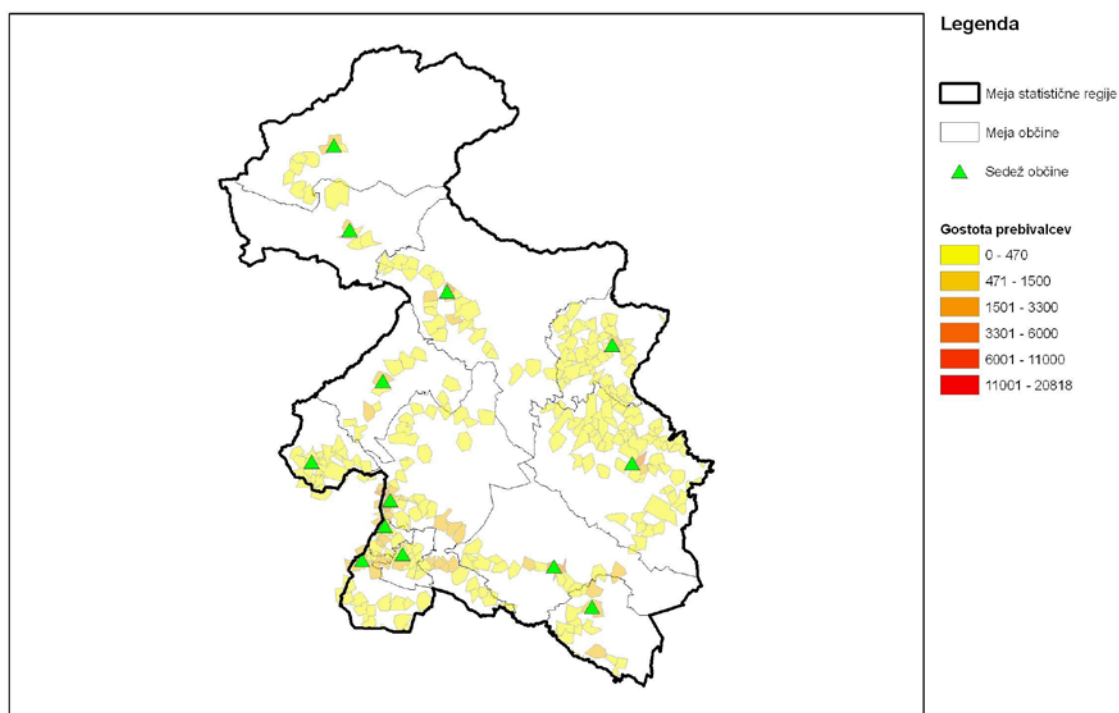 Legenda
Meja statistične regije
Meja občine
Sedež občine
Gostota prebivalcev
0 - 470
471 - 1500
1501 - 3300
3301 - 6000
6001 - 11000
11001 - 20818